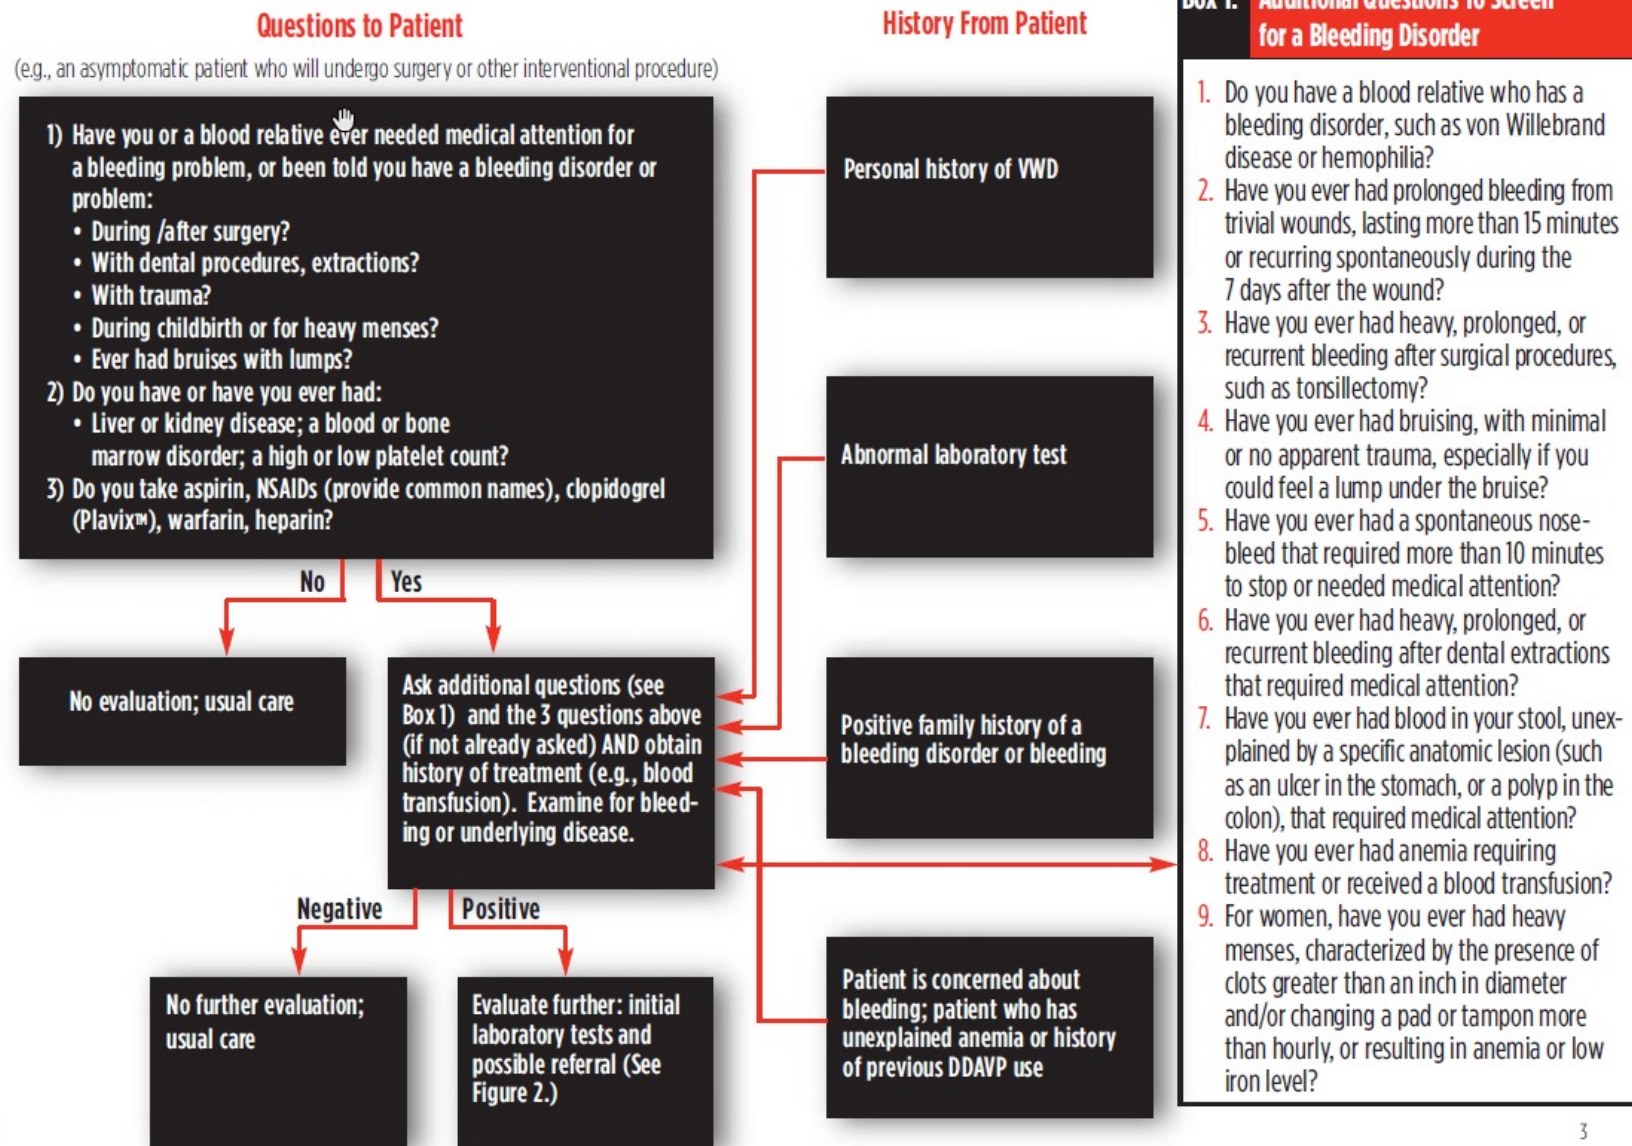 Questions to Patient
(e.g., an asymptomatic patient who will undergo surgery or other interventional procedure)
1) Have you or a blood relative ever needed medical attention for
a bleeding problem, or been told you have a bleeding disorder or
problem:
• During /after surgery?
• With dental procedures, extractions?
• With trauma?
• During childbirth or for heavy menses?
• Ever had bruises with lumps?
2) Do you have or have you ever had:
• Liver or kidney disease; a blood or bone
marrow disorder; a high or low platelet count?
3) Do you take aspirin, NSAIDs (provide common names), clopidogrel
(Plavix™), warfarin, heparin?
No
Yes
No evaluation; usual care
Ask additional questions (see
Box 1) and the 3 questions above
(if not already asked) AND obtain
history of treatment (e.g., blood
transfusion). Examine for bleed-
ing or underlying disease.
Negative
Positive
No further evaluation;
usual care
Evaluate further: initial
laboratory tests and
possible referral (See
Figure 2.)
History From Patient
Personal history of VWD
Abnormal laboratory test
Positive family history of a
bleeding disorder or bleeding
Patient is concerned about
bleeding; patient who has
unexplained anemia or history
of previous DDAVP use
Box 1. Additional Questions To Screen
for a Bleeding Disorder
1. Do you have a blood relative who has a
bleeding disorder, such as von Willebrand
disease or hemophilia?
2. Have you ever had prolonged bleeding from
trivial wounds, lasting more than 15 minutes
or recurring spontaneously during the
7 days after the wound?
3. Have you ever had heavy, prolonged, or
recurrent bleeding after surgical procedures,
such as tonsillectomy?
4. Have you ever had bruising, with minimal
or no apparent trauma, especially if you
could feel a lump under the bruise?
5. Have you ever had a spontaneous nose-
bleed that required more than 10 minutes
to stop or needed medical attention?
6. Have you ever had heavy, prolonged, or
recurrent bleeding after dental extractions
that required medical attention?
7. Have you ever had blood in your stool, unex-
plained by a specific anatomic lesion (such
as an ulcer in the stomach, or a polyp in the
colon), that required medical attention?
8. Have you ever had anemia requiring
treatment or received a blood transfusion?
9. For women, have you ever had heavy
menses, characterized by the presence of
clots greater than an inch in diameter
and/or changing a pad or tampon more
than hourly, or resulting in anemia or low
iron level?
3